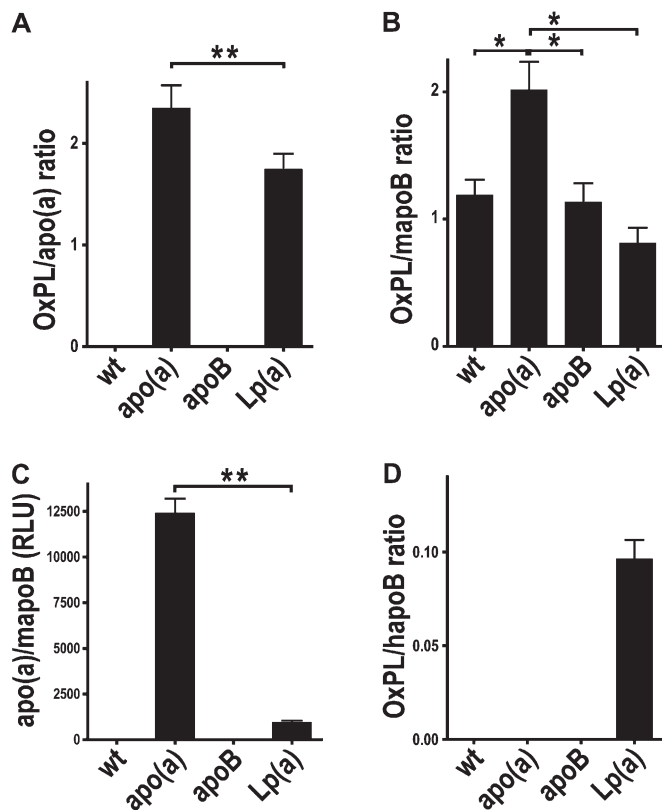 A
OxPL/apo(a) ratio
2
1
0
**
wt
apo(a)
apoB
Lp(a)
B
OxPL/mapoB ratio
2
1
0
*
*
*
wt
apo(a)
apoB
Lp(a)
C
apo(a)/mapoB (RLU)
12500
10000
7500
5000
2500
0
**
wt
apo(a)
apoB
Lp(a)
D
OxPL/hapoB ratio
0.10
0.05
0.00
wt
apo(a)
apoB
Lp(a)